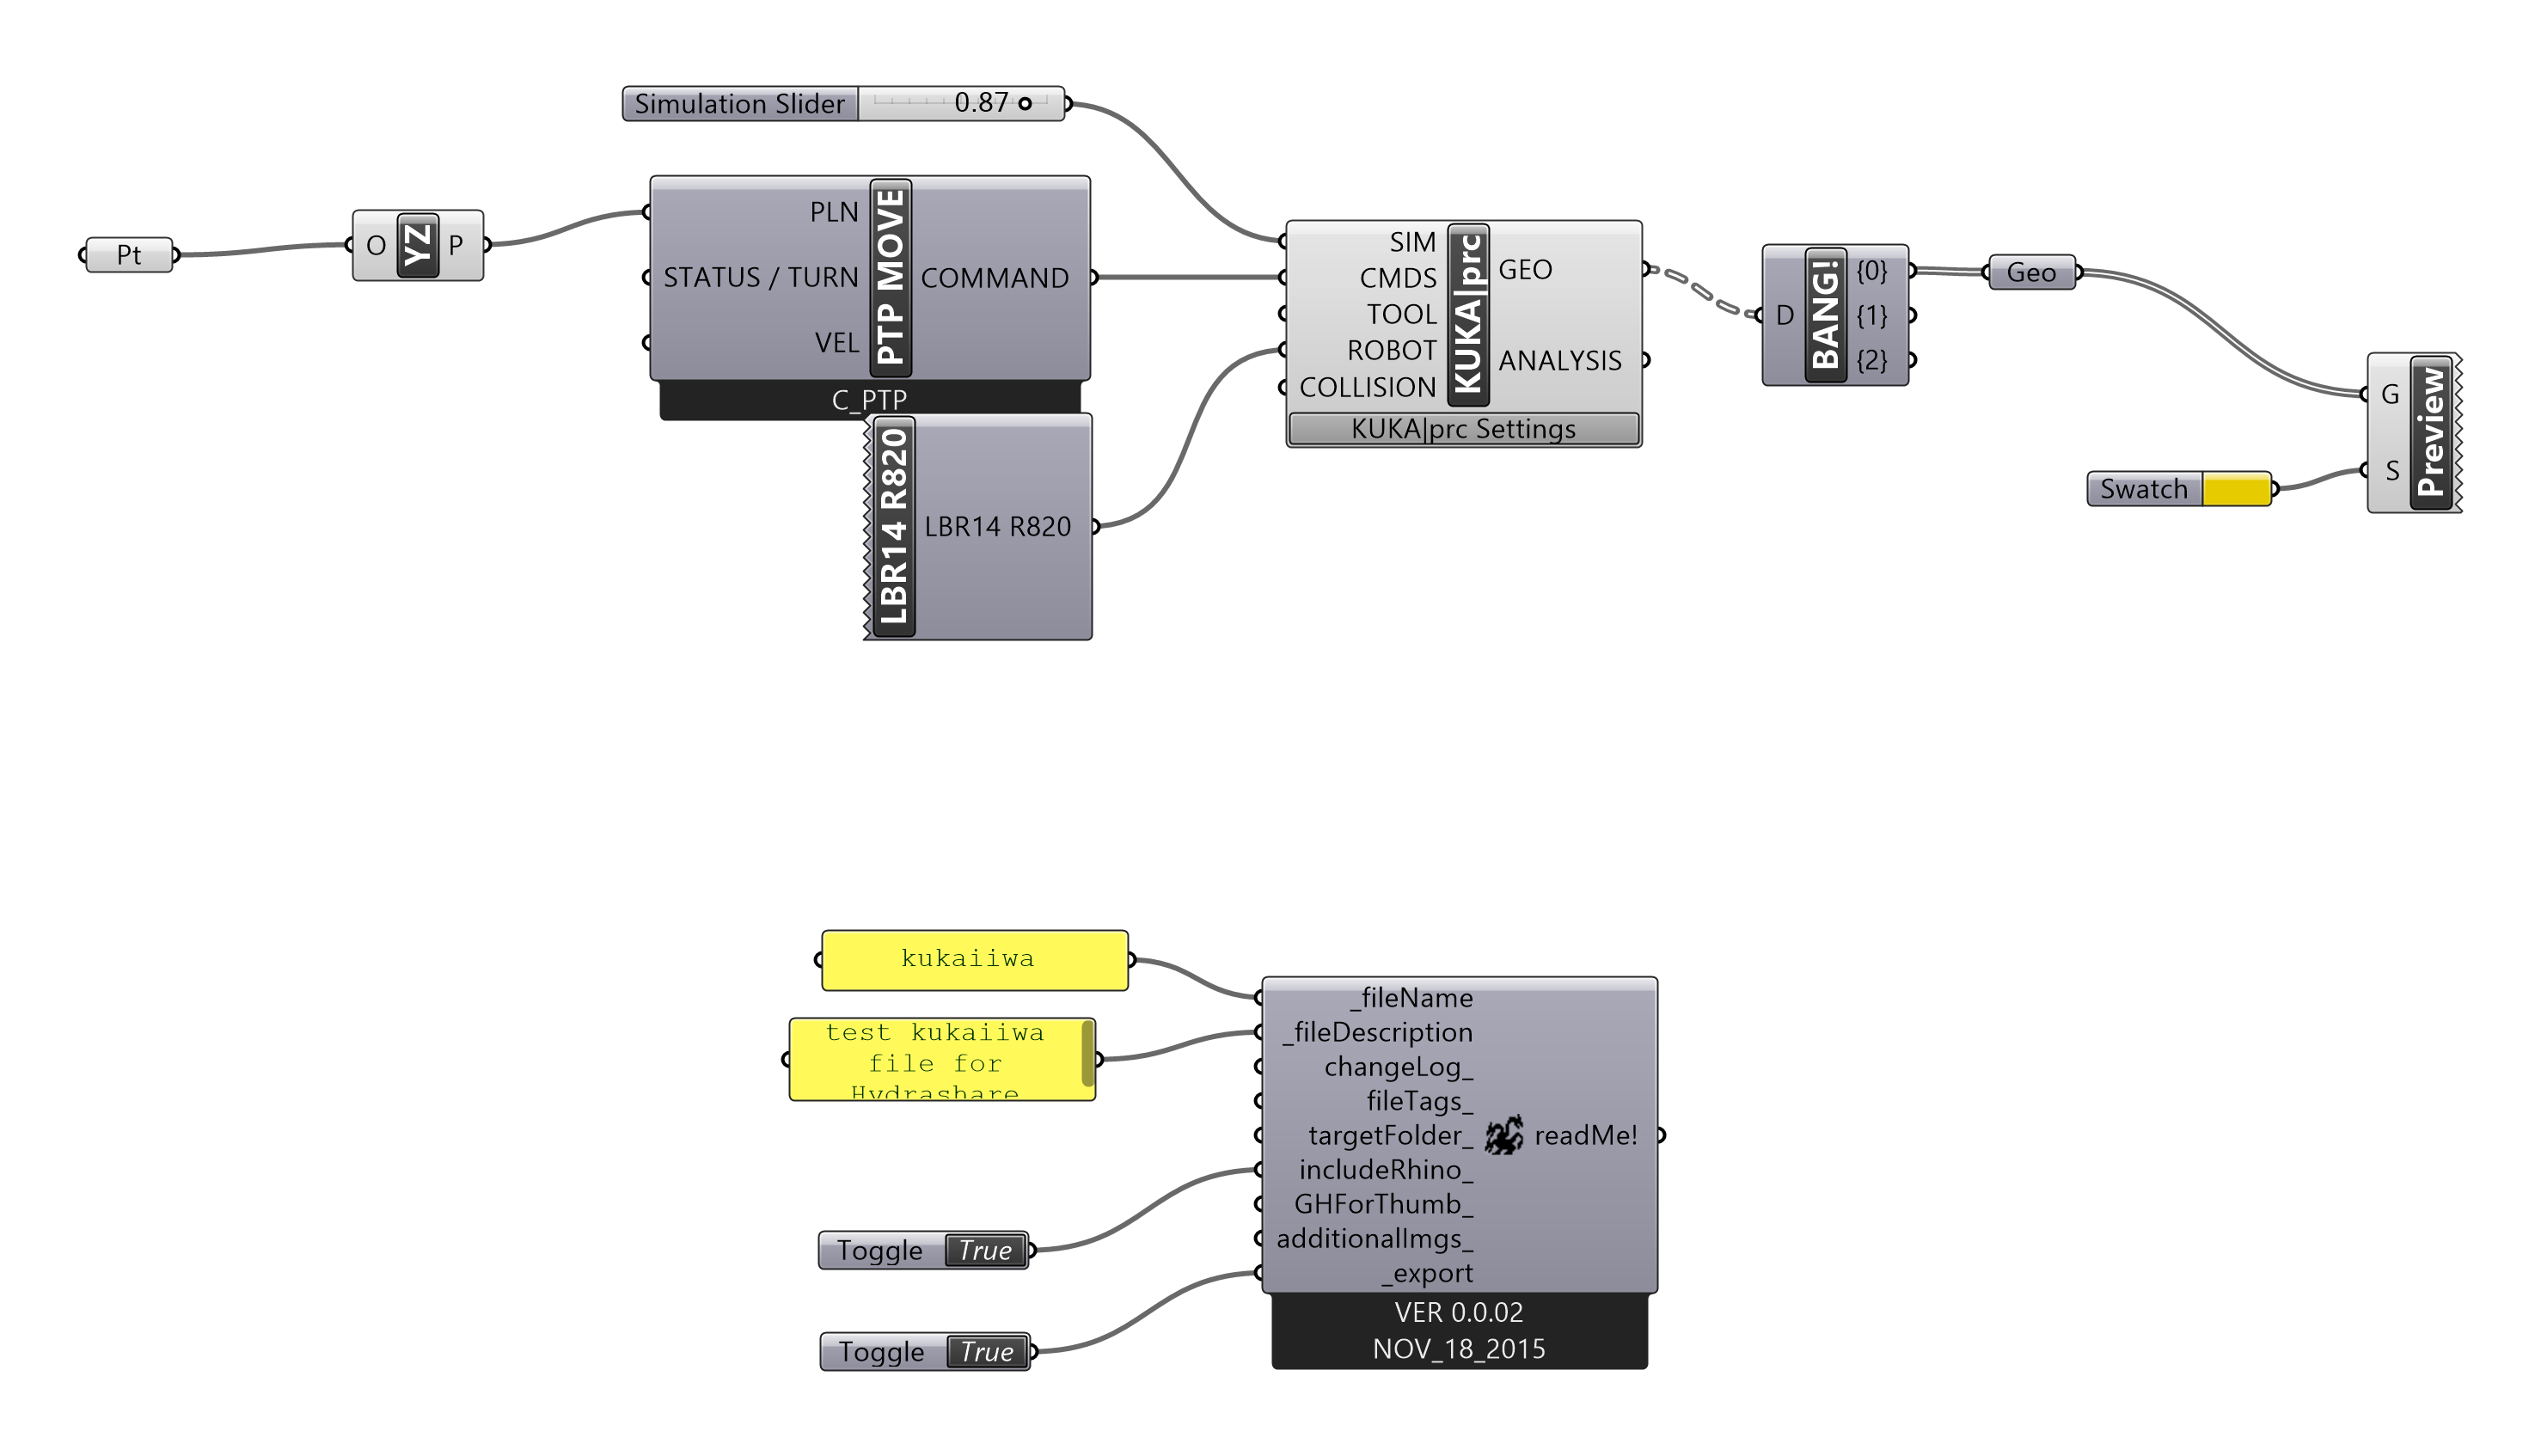 Simulation Slider 0.87
Pt
O YZ P
PLN
STATUS / TURN
VEL
PTP MOVE
COMMAND
C_PTP
LBR14 R820
LBR14 R820
SIM
CMDS
TOOL
ROBOT
COLLISION
KUKA|prc
GEO
ANALYSIS
KUKA|prc Settings
D
BANG!
{0}
{1}
{2}
Geo
Swatch
G
S
Preview
kukaiiwa
test kukaiiwa
file for
Hydrashare
_fileName
_fileDescription
changeLog_
fileTags_
targetFolder_
includeRhino_
GHForThumb_
additionalImgs_
_export
readMe!
VER 0.0.02
NOV_18_2015
Toggle True
Toggle True